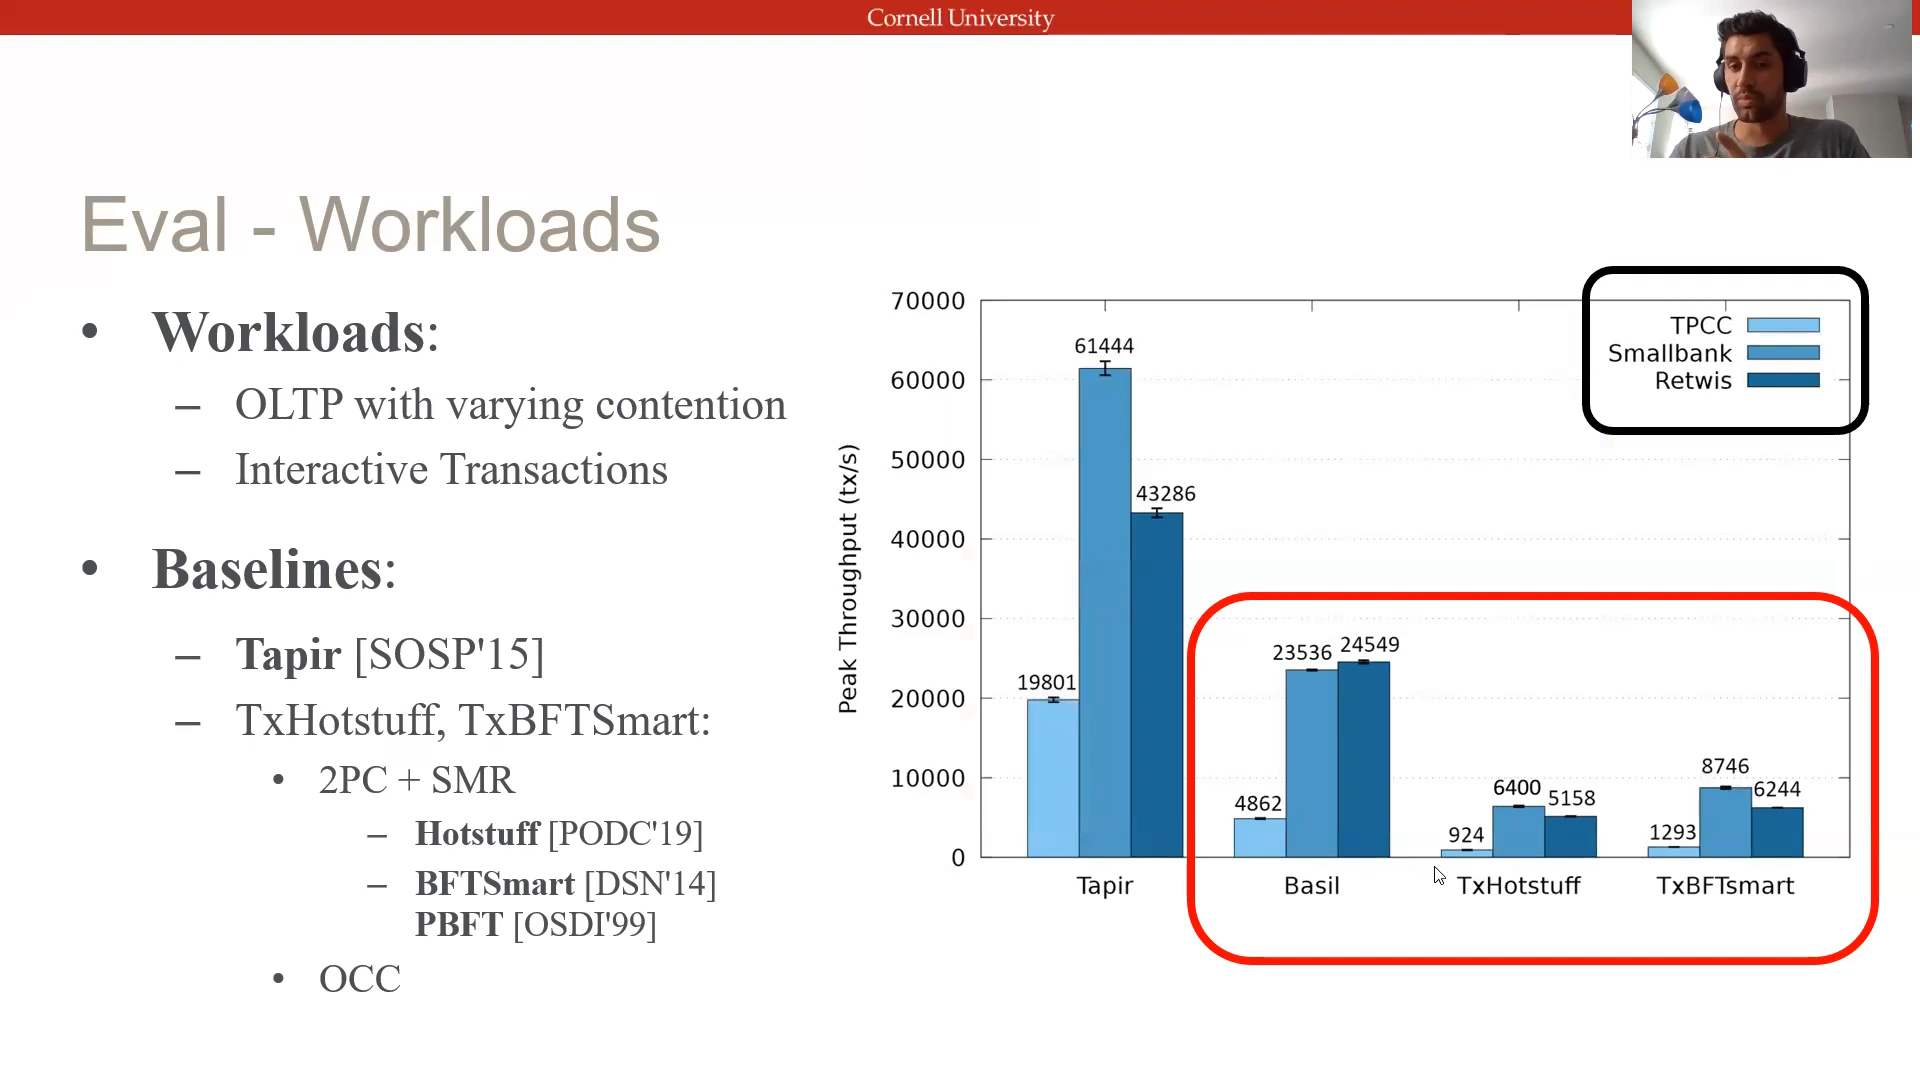 Cornell University
Eval - Workloads
• Workloads:
– OLTP with varying contention
– Interactive Transactions
• Baselines:
– Tapir [SOSP'15]
– TxHotstuff, TxBFTSmart:
• 2PC + SMR
– Hotstuff [PODC'19]
– BFTSmart [DSN'14]
PBFT [OSDI'99]
• OCC
Peak Throughput (tx/s)
70000
60000
50000
40000
30000
20000
10000
0
TPCC
Smallbank
Retwis
19801
61444
43286
4862
23536
24549
924
6400
5158
1293
8746
6244
Tapir
Basil
TxHotstuff
TxBFTsmart